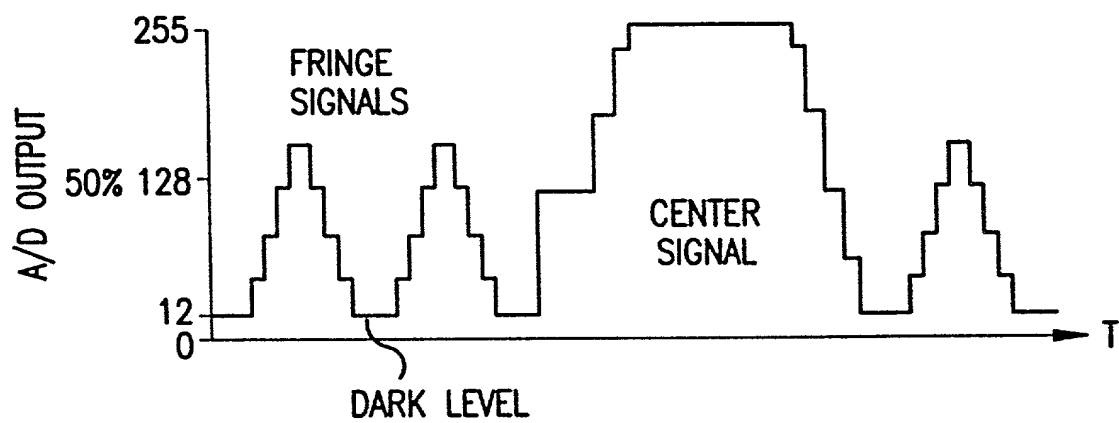 255
FRINGE
SIGNALS
A/D OUTPUT
50% 128
CENTER
SIGNAL
12
0
T
DARK LEVEL